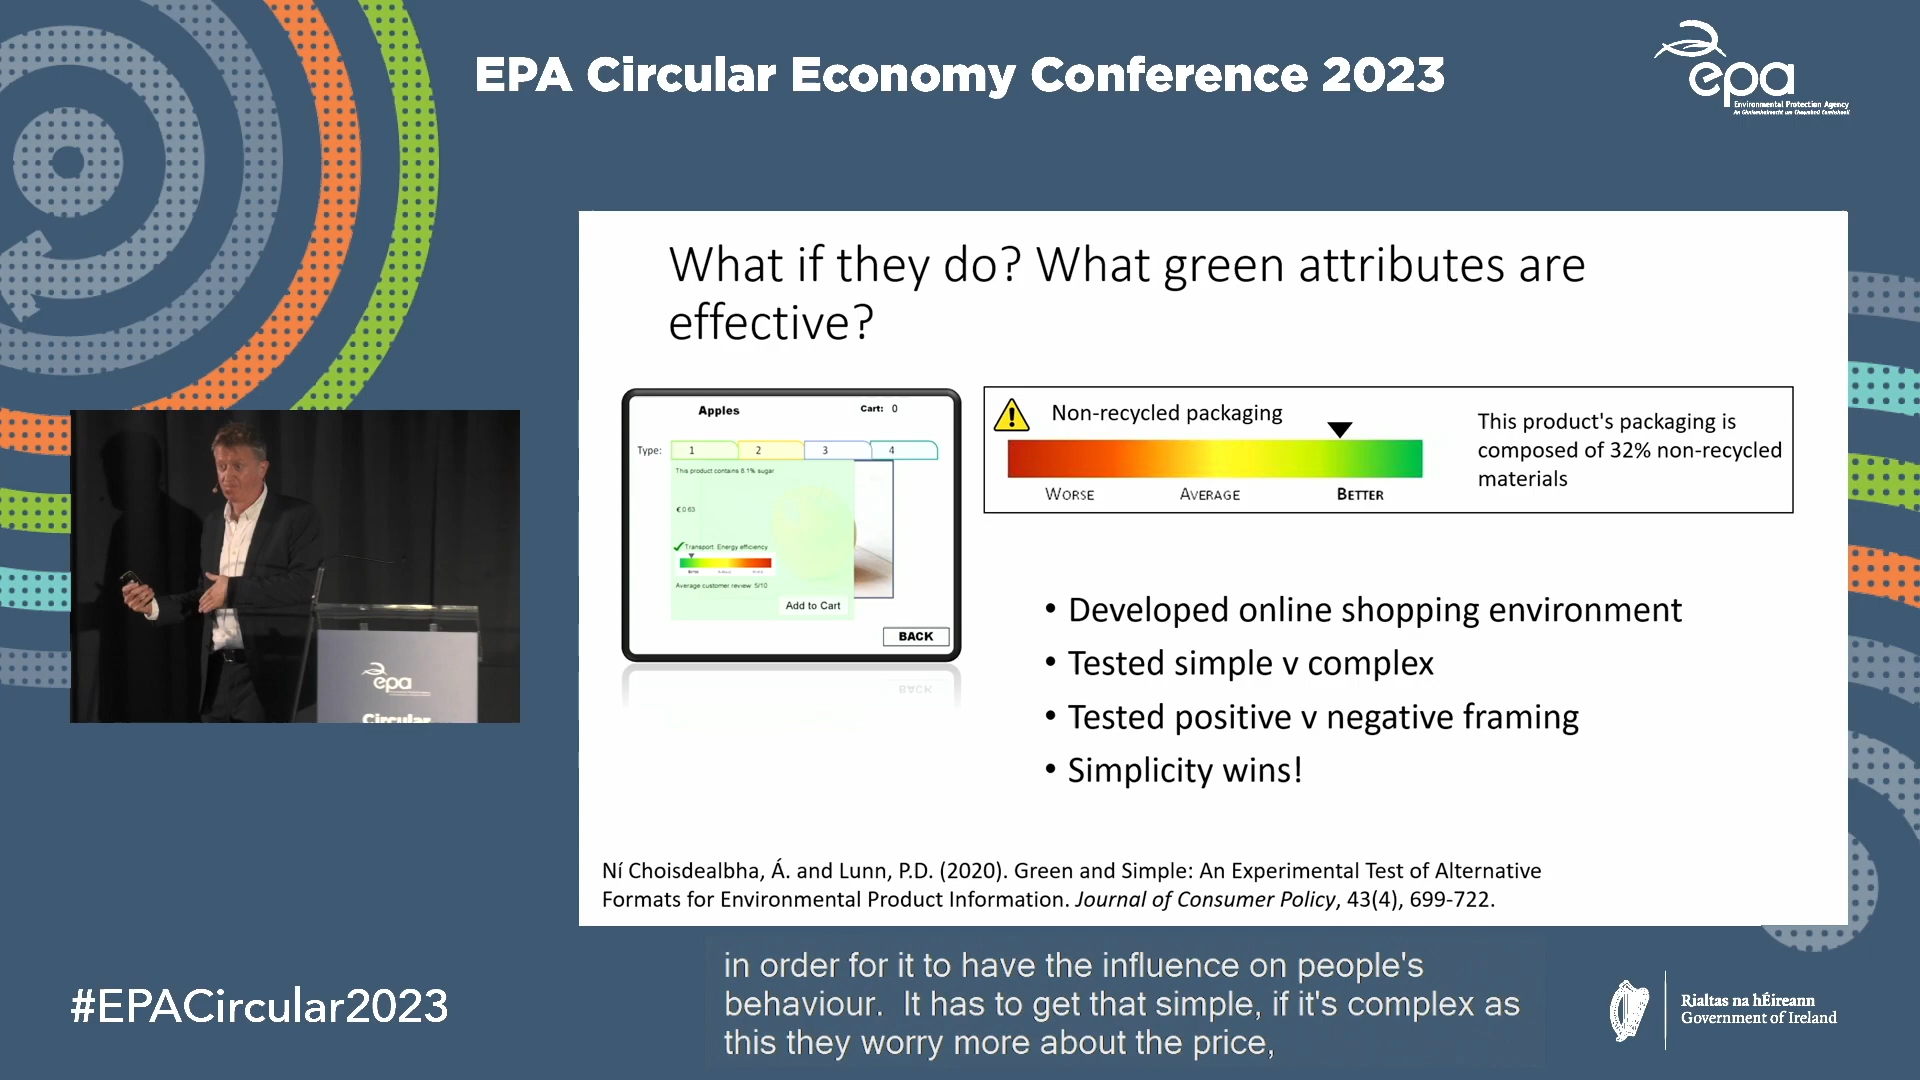 EPA Circular Economy Conference 2023
epa
Environmental Protection Agency
What if they do? What green attributes are
effective?
Apples
Cart: 0
Type: 1 2 3 4
This product contains 8.1% sugar
€ 0.63
Transport: Energy efficiency
Average customer review: 5/10
Add to Cart
BACK
Non-recycled packaging
WORSE AVERAGE BETTER
This product's packaging is
composed of 32% non-recycled
materials
• Developed online shopping environment
• Tested simple v complex
• Tested positive v negative framing
• Simplicity wins!
Ní Choisdealbha, Á. and Lunn, P.D. (2020). Green and Simple: An Experimental Test of Alternative
Formats for Environmental Product Information. Journal of Consumer Policy, 43(4), 699-722.
epa
Circular
in order for it to have the influence on people's
behaviour. It has to get that simple, if it's complex as
this they worry more about the price,
#EPACircular2023
Rialtas na hÉireann
Government of Ireland